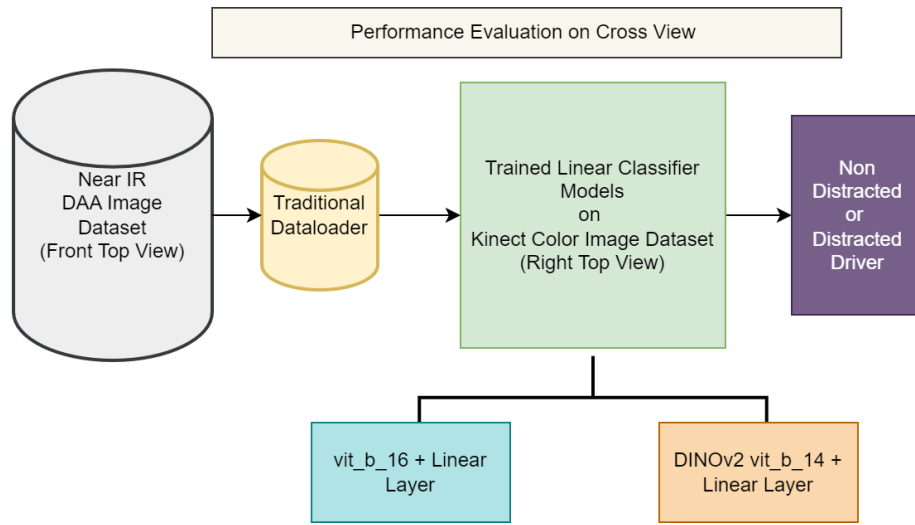 Performance Evaluation on Cross View
Near IR
DAA Image
Dataset
(Front Top View)
Traditional
Dataloader
Trained Linear Classifier
Models
on
Kinect Color Image Dataset
(Right Top View)
Non
Distracted
or
Distracted
Driver
vit_b_16 + Linear
Layer
DINOv2 vit_b_14 +
Linear Layer